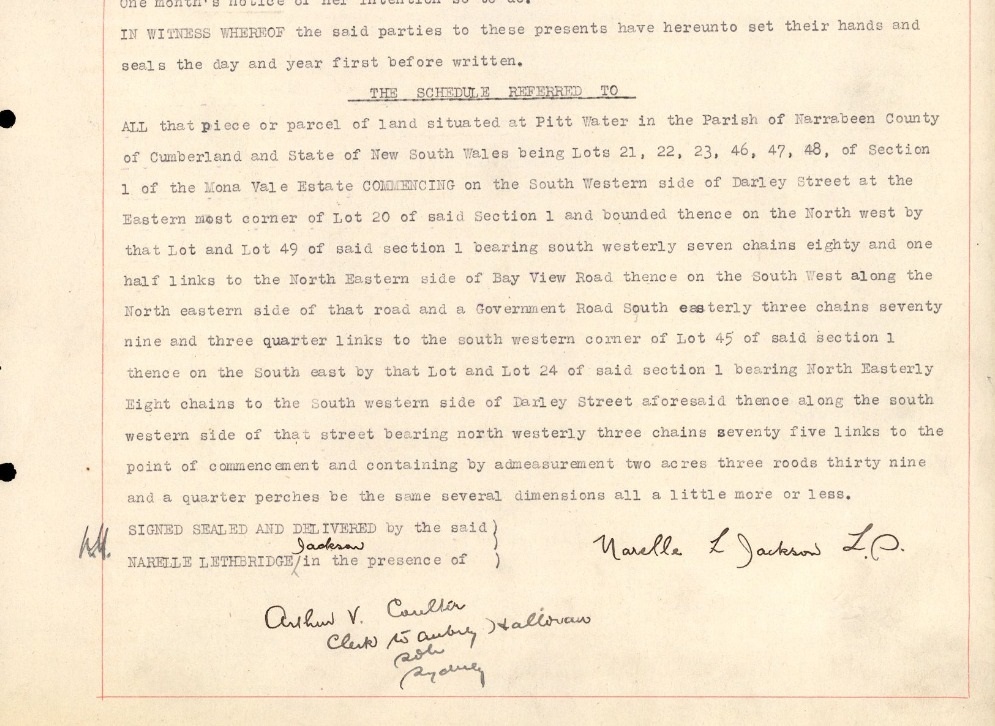 One month's notice of her intention so to do.
IN WITNESS WHEREOF the said parties to these presents have hereunto set their hands and
seals the day and year first before written.
THE SCHEDULE REFERRED TO
ALL that piece or parcel of land situated at Pitt Water in the Parish of Narrabeen County
of Cumberland and State of New South Wales being Lots 21, 22, 23, 46, 47, 48, of Section
1 of the Mona Vale Estate COMMENCING on the South Western side of Darley Street at the
Eastern most corner of Lot 20 of said Section 1 and bounded thence on the North west by
that Lot and Lot 49 of said section 1 bearing south westerly seven chains eighty and one
half links to the North Eastern side of Bay View Road thence on the South West along the
North eastern side of that road and a Government Road South easterly three chains seventy
nine and three quarter links to the south western corner of Lot 45 of said section 1
thence on the South east by that Lot and Lot 24 of said section 1 bearing North Easterly
Eight chains to the South western side of Darley Street aforesaid thence along the south
western side of that street bearing north westerly three chains seventy five links to the
point of commencement and containing by admeasurement two acres three roods thirty nine
and a quarter perches be the same several dimensions all a little more or less.
SIGNED SEALED AND DELIVERED by the said)
Jackson
NARELLE LETHBRIDGE/in the presence of )
Narelle L Jackson L.S.
Arthur V. Coulter
Clerk to Aubrey Halloran
Solr
Sydney